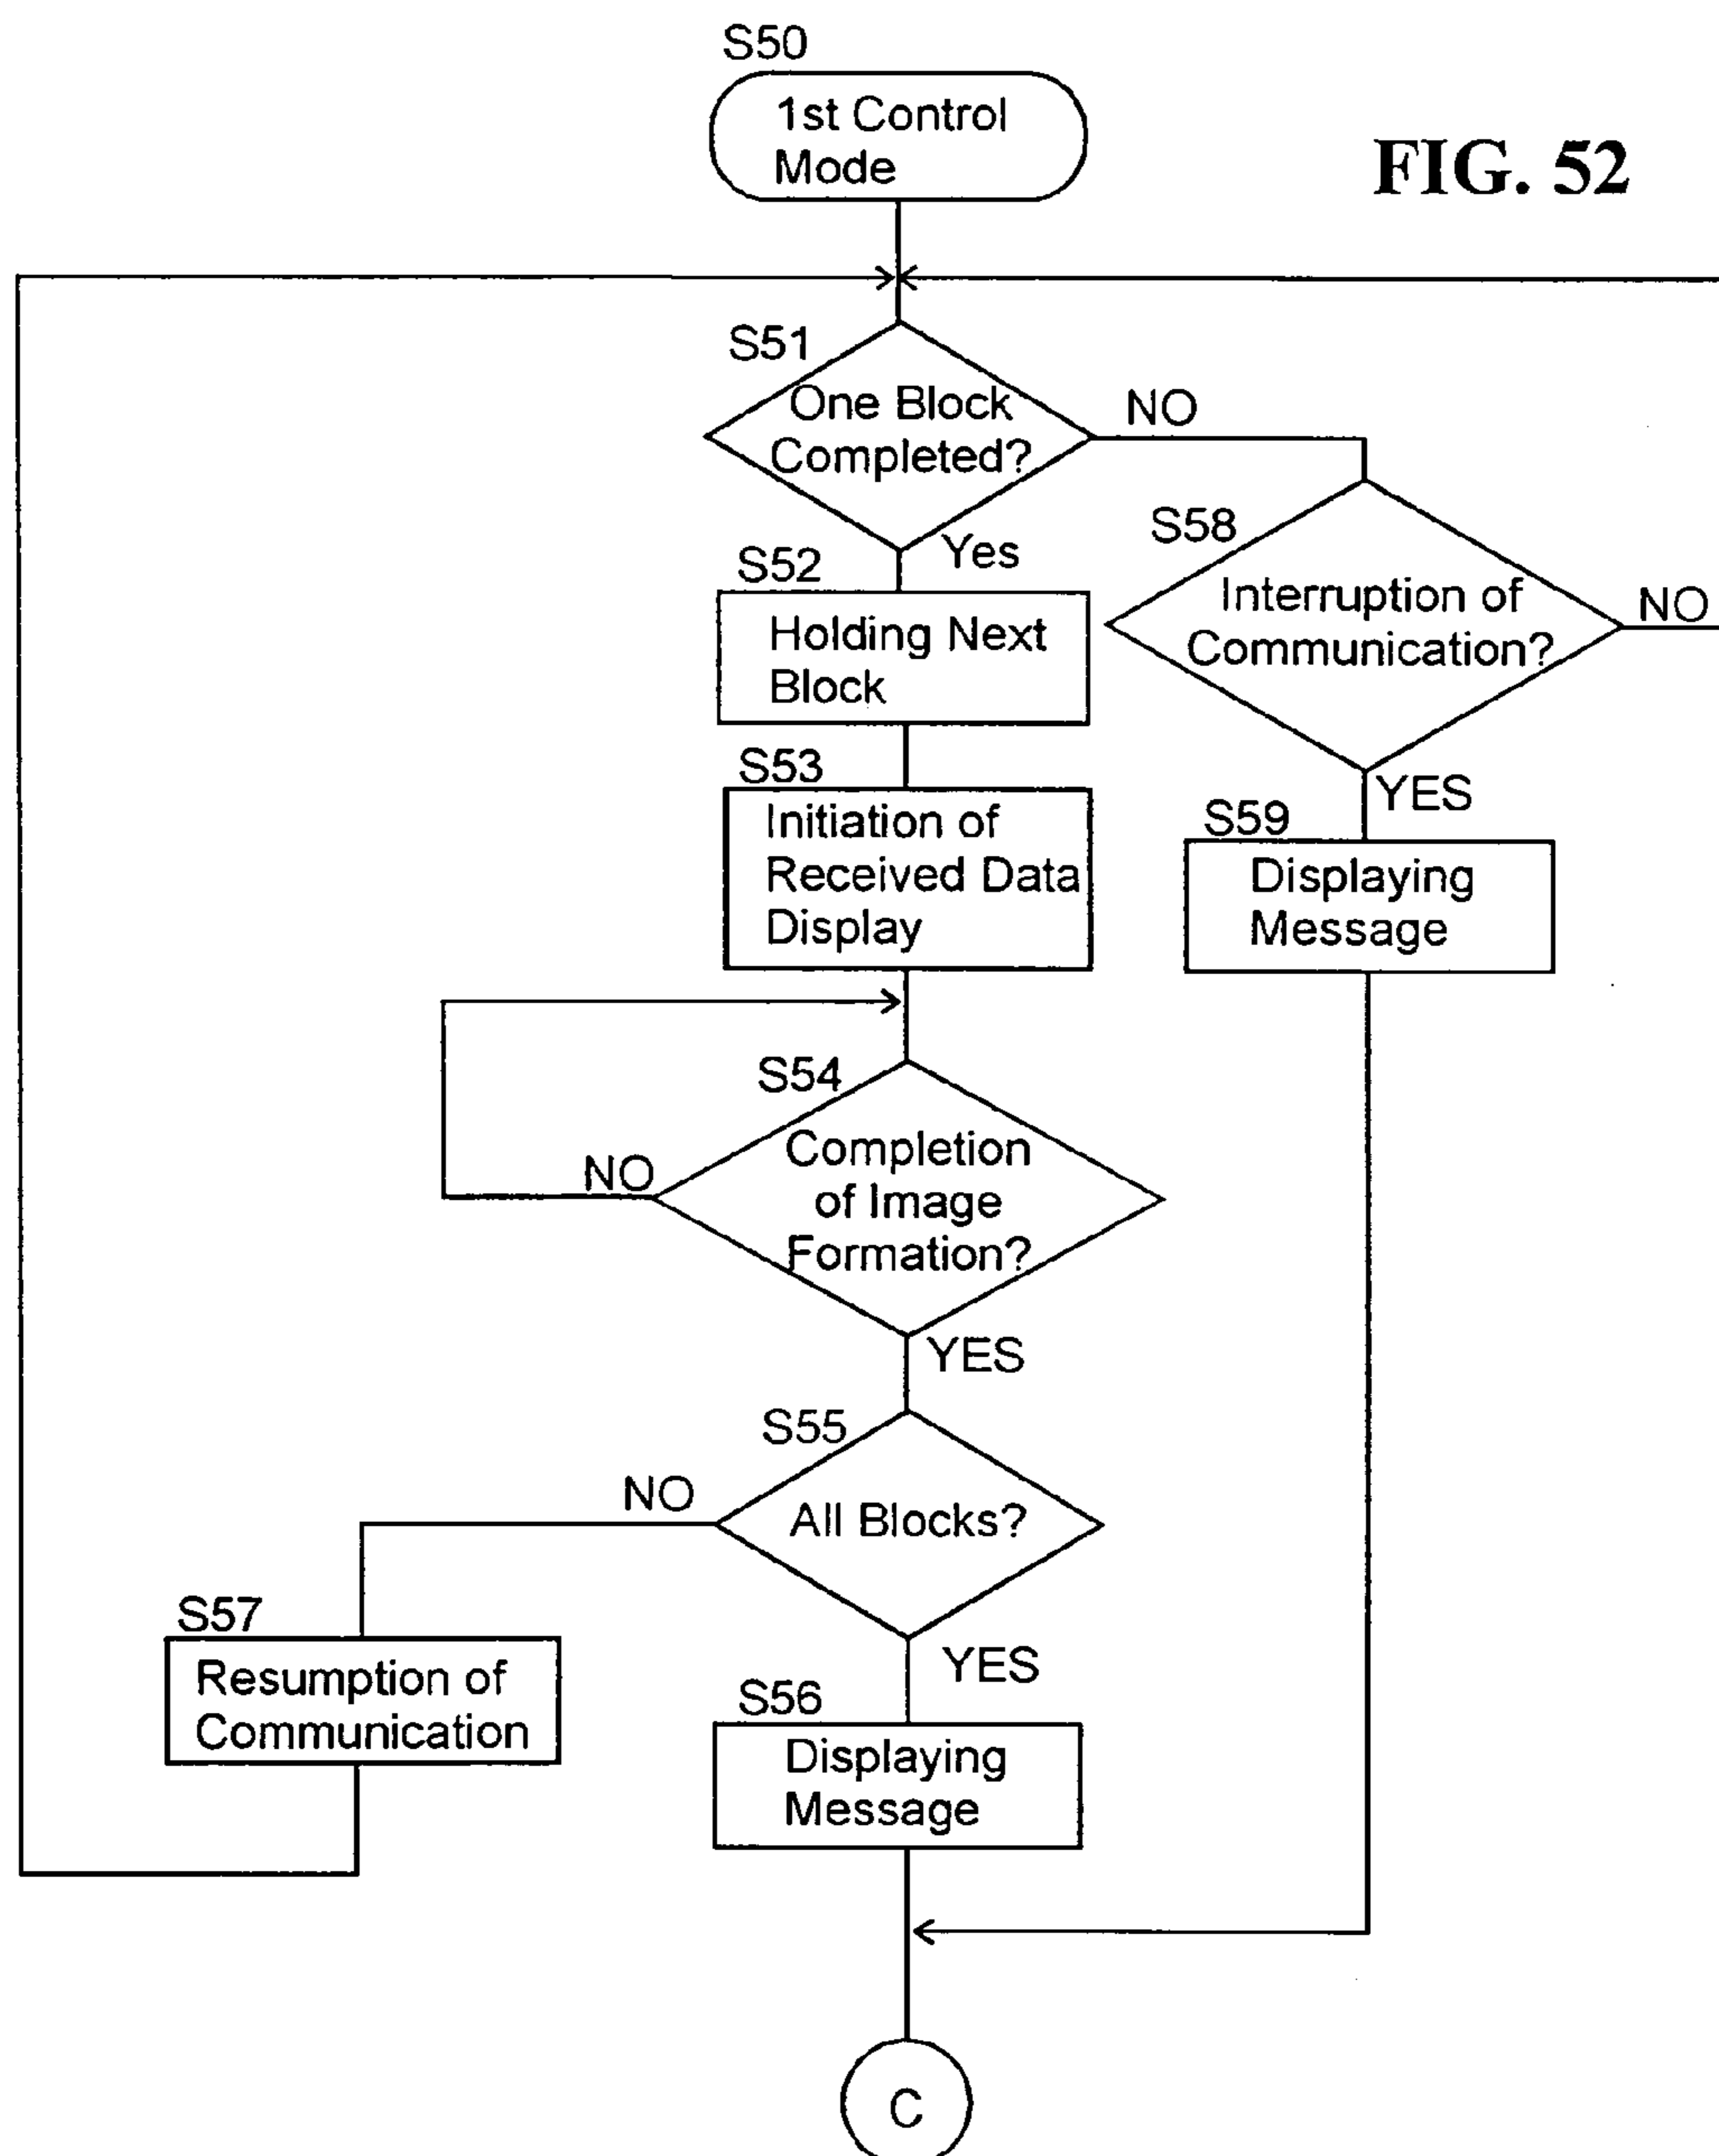 S50
1st Control
Mode
FIG. 52
S51
One Block
Completed?
NO
Yes
S58
Interruption of
Communication?
NO
YES
S52
Holding Next
Block
S53
Initiation of
Received Data
Display
S59
Displaying
Message
S54
Completion
of Image
Formation?
NO
YES
S55
All Blocks?
NO
YES
S57
Resumption of
Communication
S56
Displaying
Message
C